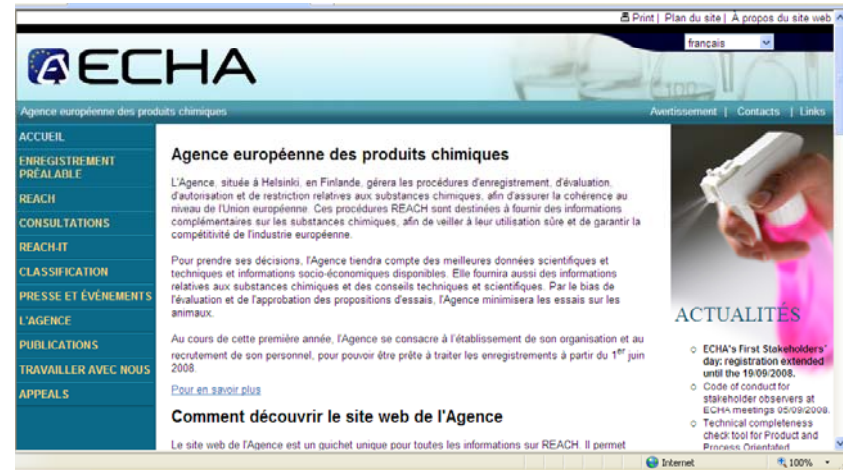 Print | Plan du site | À propos du site web
français
ECHA
Agence européenne des produits chimiques
Avertissement | Contacts | Links
ACCUEIL
ENREGISTREMENT
PRÉALABLE
REACH
CONSULTATIONS
REACH-IT
CLASSIFICATION
PRESSE ET ÉVÈNEMENTS
L'AGENCE
PUBLICATIONS
TRAVAILLER AVEC NOUS
APPEALS
Agence européenne des produits chimiques
L'Agence, située à Helsinki, en Finlande, gérera les procédures d'enregistrement, d'évaluation,
d'autorisation et de restriction relatives aux substances chimiques, afin d'assurer la cohérence au
niveau de l'Union européenne. Ces procédures REACH sont destinées à fournir des informations
complémentaires sur les substances chimiques, afin de veiller à leur utilisation sûre et de garantir la
compétitivité de l'industrie européenne.
Pour prendre ses décisions, l'Agence tiendra compte des meilleures données scientifiques et
techniques et informations socio-économiques disponibles. Elle fournira aussi des informations
relatives aux substances chimiques et des conseils techniques et scientifiques. Par le biais de
l'évaluation et de l'approbation des propositions d'essais, l'Agence minimisera les essais sur les
animaux.
Au cours de cette première année, l'Agence se consacre à l'établissement de son organisation et au
recrutement de son personnel, pour pouvoir être prête à traiter les enregistrements à partir du 1er juin
2008.
Pour en savoir plus
Comment découvrir le site web de l'Agence
Le site web de l'Agence est un guichet unique pour toutes les informations sur REACH. Il permet
100
ACTUALITÉS
ECHA's First Stakeholders'
day: registration extended
until the 19/09/2008.
Code of conduct for
stakeholder observers at
ECHA meetings 05/09/2008.
Technical completeness
check tool for Product and
Process Orientated
Internet
100%